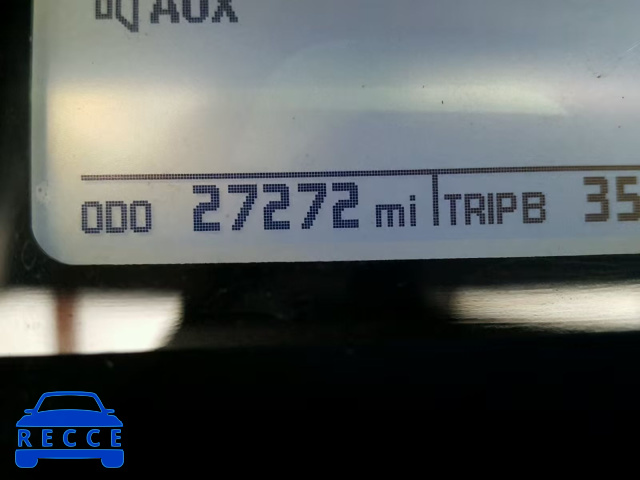 AUX
ODO 27272 mi TRIP B 35
RECCE